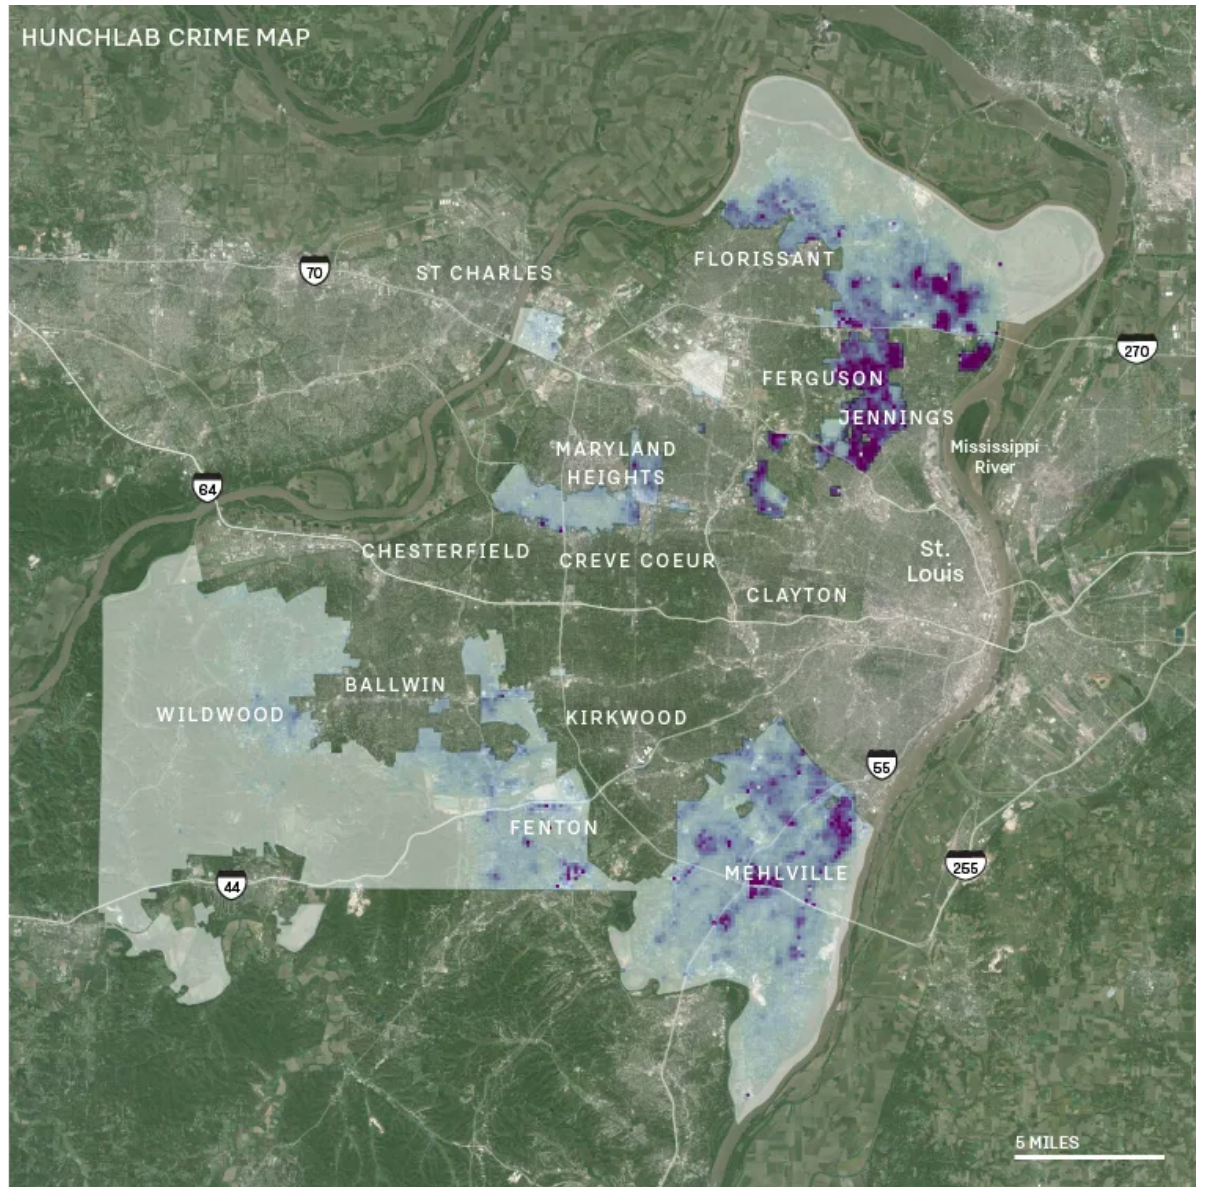 HUNCHLAB CRIME MAP
FLORISSANT
70
ST CHARLES
270
FERGUSON
JENNINGS
MARYLAND
HEIGHTS
Mississippi
River
64
CHESTERFIELD
CREVE COEUR
St.
Louis
CLAYTON
BALLWIN
WILDWOOD
KIRKWOOD
55
FENTON
MEHLVILLE
255
44
5 MILES